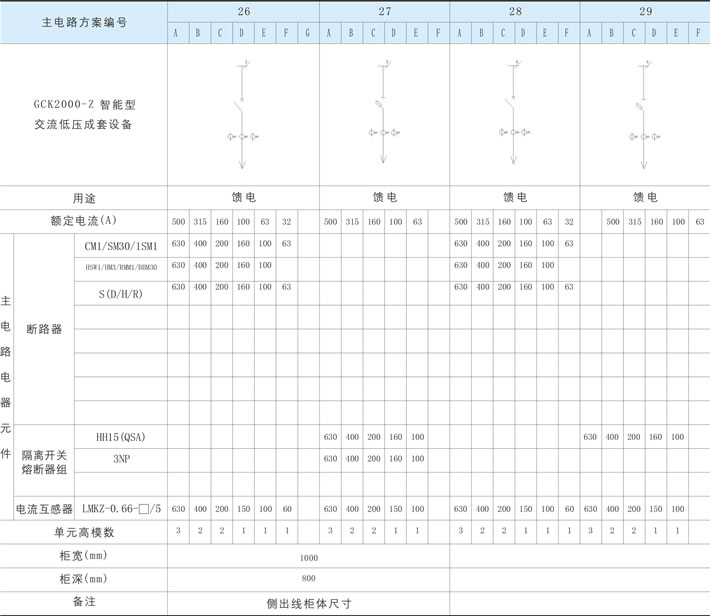 主电路方案编号 26 27 28 29
A B C D E F G A B C D E F A B C D E F A B C D E F
GCK2000-Z 智能型
交流低压成套设备
用途 馈电 馈电 馈电 馈电
额定电流(A) 500 315 160 100 63 32 500 315 160 100 63 500 315 160 100 63 32 500 315 160 100 63
主电路电器元件
断路器
CM1/SM30/1SM1 630 400 200 160 100 63 630 400 200 160 100 63
HSW1/HM3/RMM1/BBM30 630 400 200 160 100 630 400 200 160 100
S(D/H/R) 630 400 200 160 100 63 630 400 200 160 100 63
隔离开关
熔断器组
HH15(QSA) 630 400 200 160 100 630 400 200 160 100
3NP 630 400 200 160 100
电流互感器 LMKZ-0.66-□/5 630 400 200 150 100 60 630 400 200 150 100 630 400 200 150 100 60 630 400 200 150 100
单元高模数 3 2 2 1 1 1 3 2 2 1 1 3 2 2 1 1 1 3 2 2 1 1
柜宽(mm) 1000
柜深(mm) 800
备注 侧出线柜体尺寸